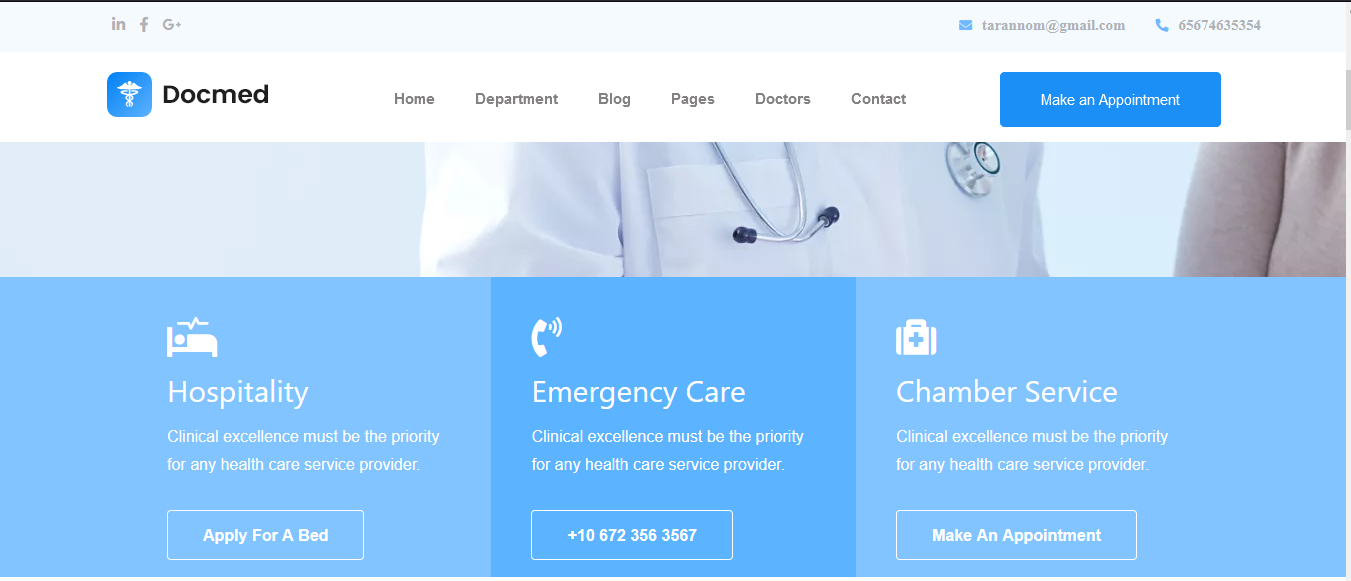 in f G+ tarannom@gmail.com 65674635354
Docmed Home Department Blog Pages Doctors Contact Make an Appointment
Hospitality
Clinical excellence must be the priority
for any health care service provider.
Apply For A Bed
Emergency Care
Clinical excellence must be the priority
for any health care service provider.
+10 672 356 3567
Chamber Service
Clinical excellence must be the priority
for any health care service provider.
Make An Appointment